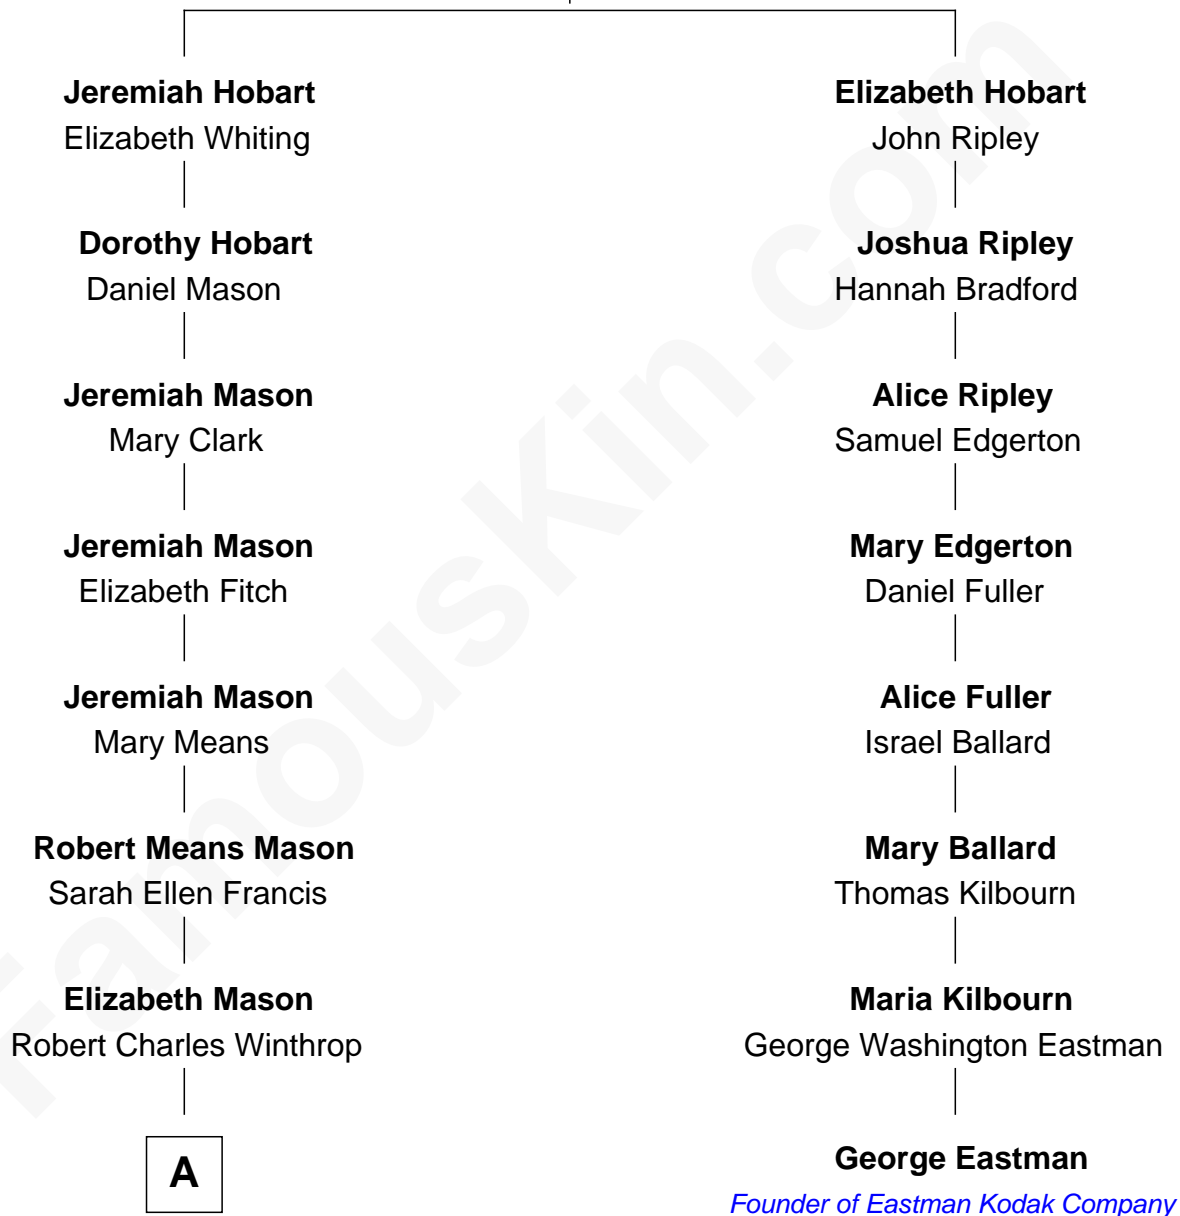 Jeremiah Hobart
Elizabeth Whiting
Dorothy Hobart
Daniel Mason
Jeremiah Mason
Mary Clark
Jeremiah Mason
Elizabeth Fitch
Jeremiah Mason
Mary Means
Robert Means Mason
Sarah Ellen Francis
Elizabeth Mason
Robert Charles Winthrop
A
Elizabeth Hobart
John Ripley
Joshua Ripley
Hannah Bradford
Alice Ripley
Samuel Edgerton
Mary Edgerton
Daniel Fuller
Alice Fuller
Israel Ballard
Mary Ballard
Thomas Kilbourn
Maria Kilbourn
George Washington Eastman
George Eastman
Founder of Eastman Kodak Company
FamousKin.com